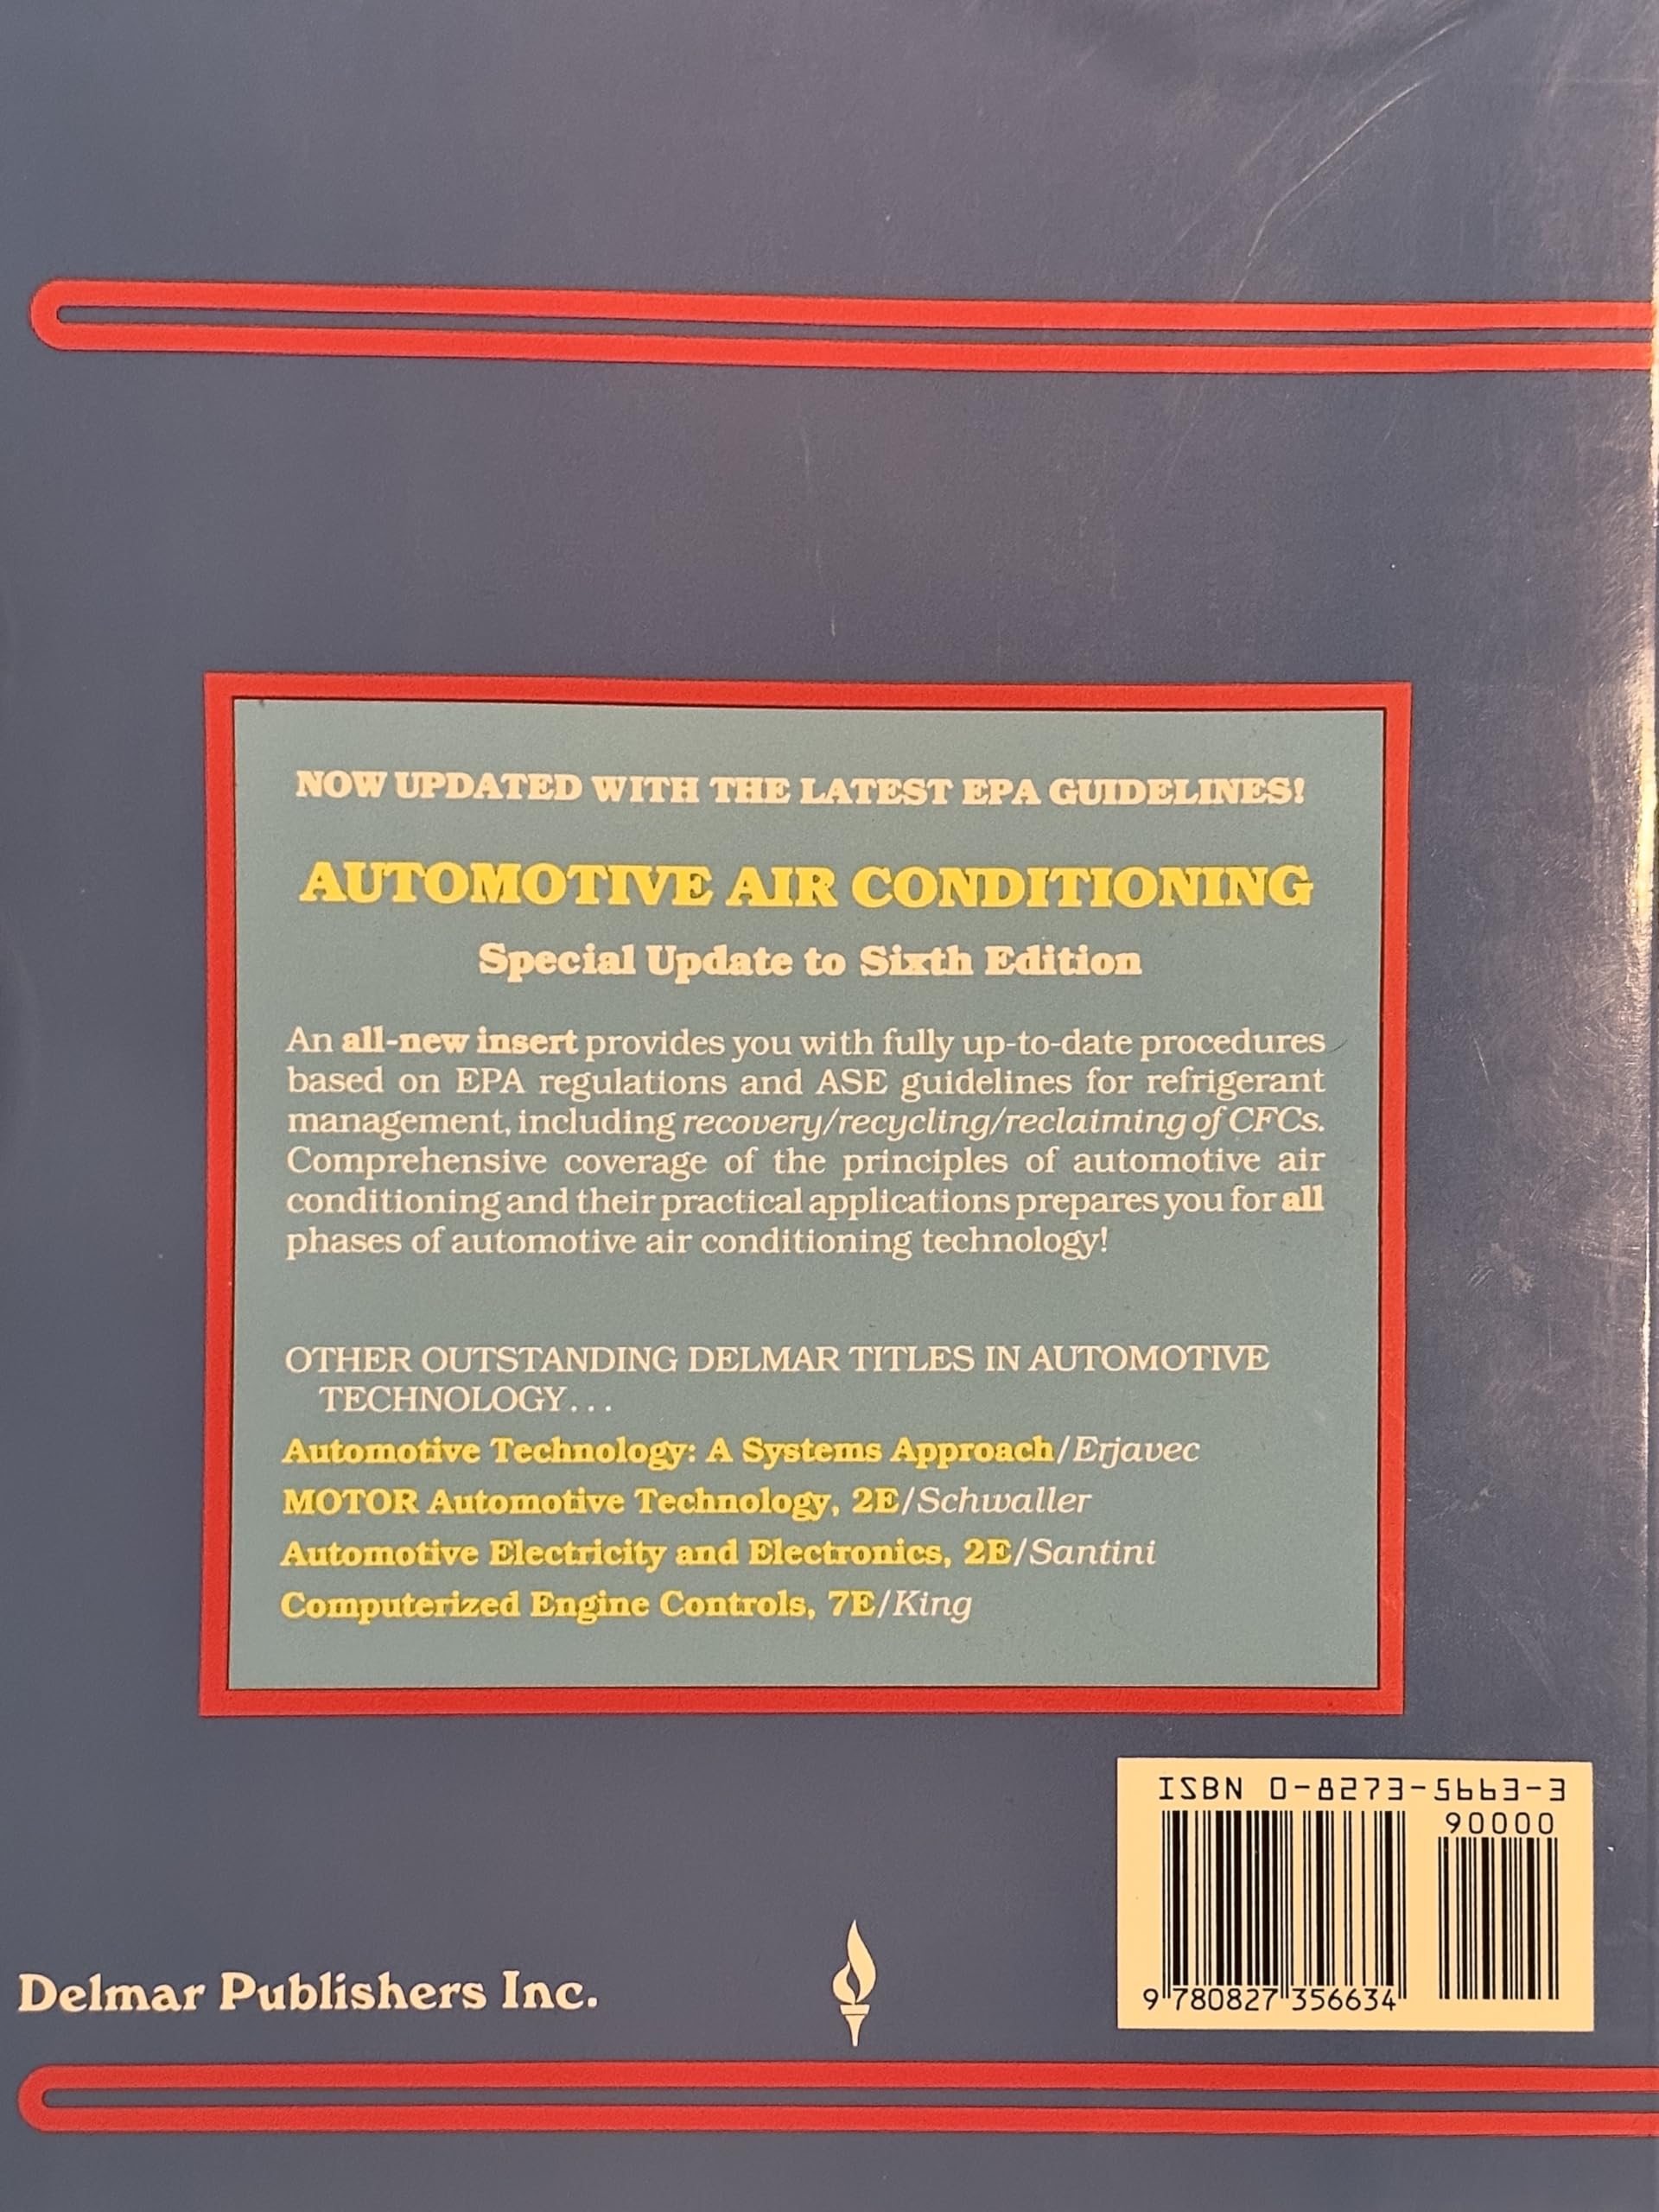 NOW UPDATED WITH THE LATEST EPA GUIDELINES!
AUTOMOTIVE AIR CONDITIONING
Special Update to Sixth Edition
An all-new insert provides you with fully up-to-date procedures
based on EPA regulations and ASE guidelines for refrigerant
management, including recovery/recycling/reclaiming of CFCs.
Comprehensive coverage of the principles of automotive air
conditioning and their practical applications prepares you for all
phases of automotive air conditioning technology!
OTHER OUTSTANDING DELMAR TITLES IN AUTOMOTIVE
TECHNOLOGY...
Automotive Technology: A Systems Approach/Erjavec
MOTOR Automotive Technology, 2E/Schwaller
Automotive Electricity and Electronics, 2E/Santini
Computerized Engine Controls, 7E/King
ISBN 0-8273-5663-3
90000
9 780827 356634
Delmar Publishers Inc.